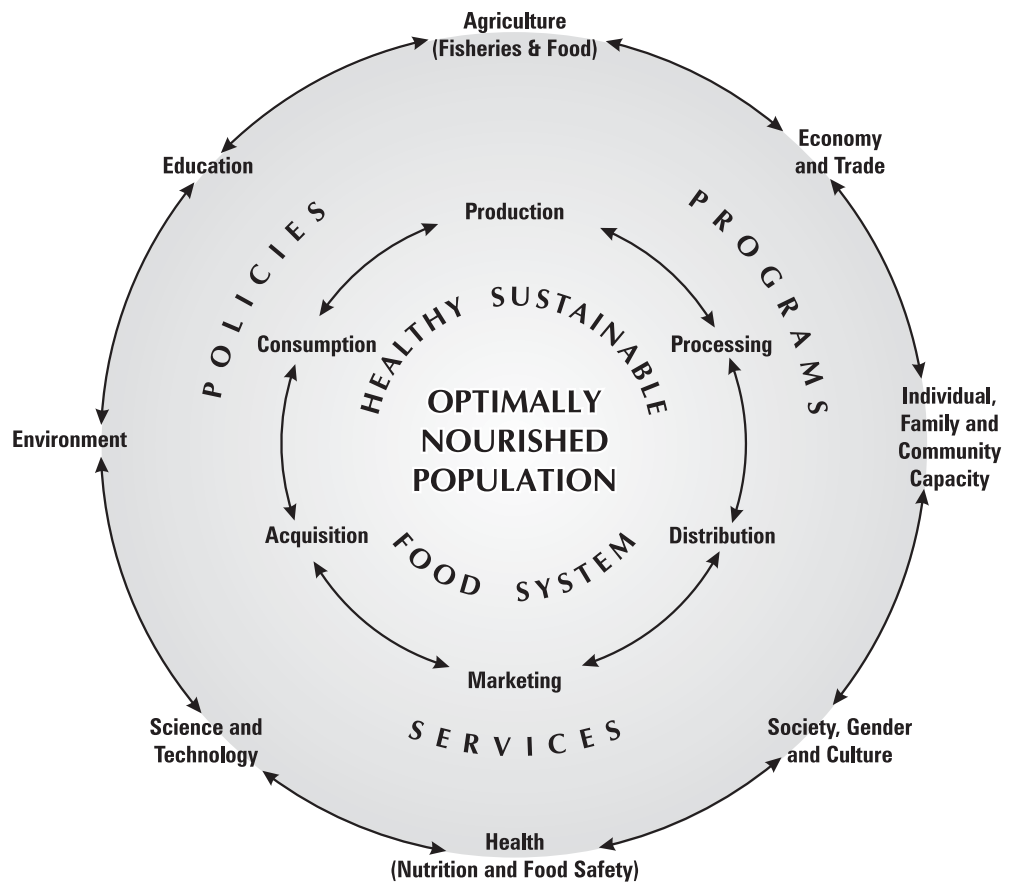 Agriculture
(Fisheries & Food)
Education
Economy
and Trade
POLICIES
PROGRAMS
Production
Consumption
Processing
HEALTHY SUSTAINABLE
OPTIMALLY
NOURISHED
POPULATION
Environment
Individual,
Family and
Community
Capacity
Acquisition
Distribution
FOOD SYSTEM
Marketing
SERVICES
Science and
Technology
Society, Gender
and Culture
Health
(Nutrition and Food Safety)